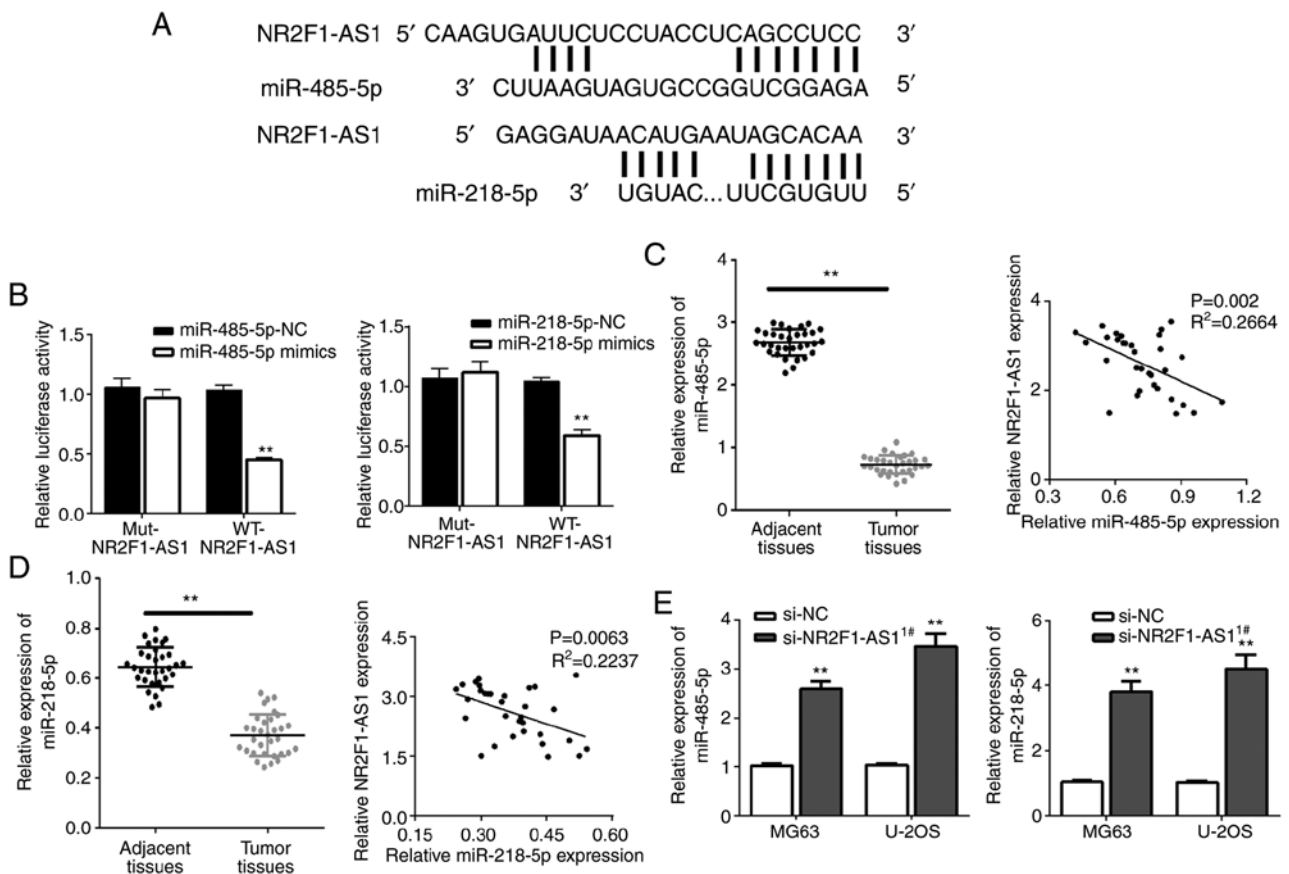 A
NR2F1-AS1 5′ CAAGUGAUUCUCCUACCUCAGCCUCC 3′
miR-485-5p 3′ CUUAAGUAGUGCCGGUCGGAGA 5′
NR2F1-AS1 5′ GAGGAUAACAUGAAUAGCACAA 3′
miR-218-5p 3′ UGUAC...UUCGUGUU 5′
B
Relative luciferase activity
1.5
1.0
0.5
0.0
miR-485-5p-NC
miR-485-5p mimics
**
Mut-
NR2F1-AS1
WT-
NR2F1-AS1
Relative luciferase activity
1.5
1.0
0.5
0.0
miR-218-5p-NC
miR-218-5p mimics
**
Mut-
NR2F1-AS1
WT-
NR2F1-AS1
C
Relative expression of
miR-485-5p
4
3
2
1
0
**
Adjacent
tissues
Tumor
tissues
Relative NR2F1-AS1 expression
4
2
0
P=0.002
R²=0.2664
0.3 0.6 0.9 1.2
Relative miR-485-5p expression
D
Relative expression of
miR-218-5p
1.0
0.8
0.6
0.4
0.2
0.0
**
Adjacent
tissues
Tumor
tissues
Relative NR2F1-AS1 expression
4.5
3.0
1.5
0.0
P=0.0063
R²=0.2237
0.15 0.30 0.45 0.60
Relative miR-218-5p expression
E
Relative expression of
miR-485-5p
4
3
2
1
0
si-NC
si-NR2F1-AS1¹#
**
**
MG63 U-2OS
Relative expression of
miR-218-5p
6
4
2
0
si-NC
si-NR2F1-AS1¹#
**
**
MG63 U-2OS